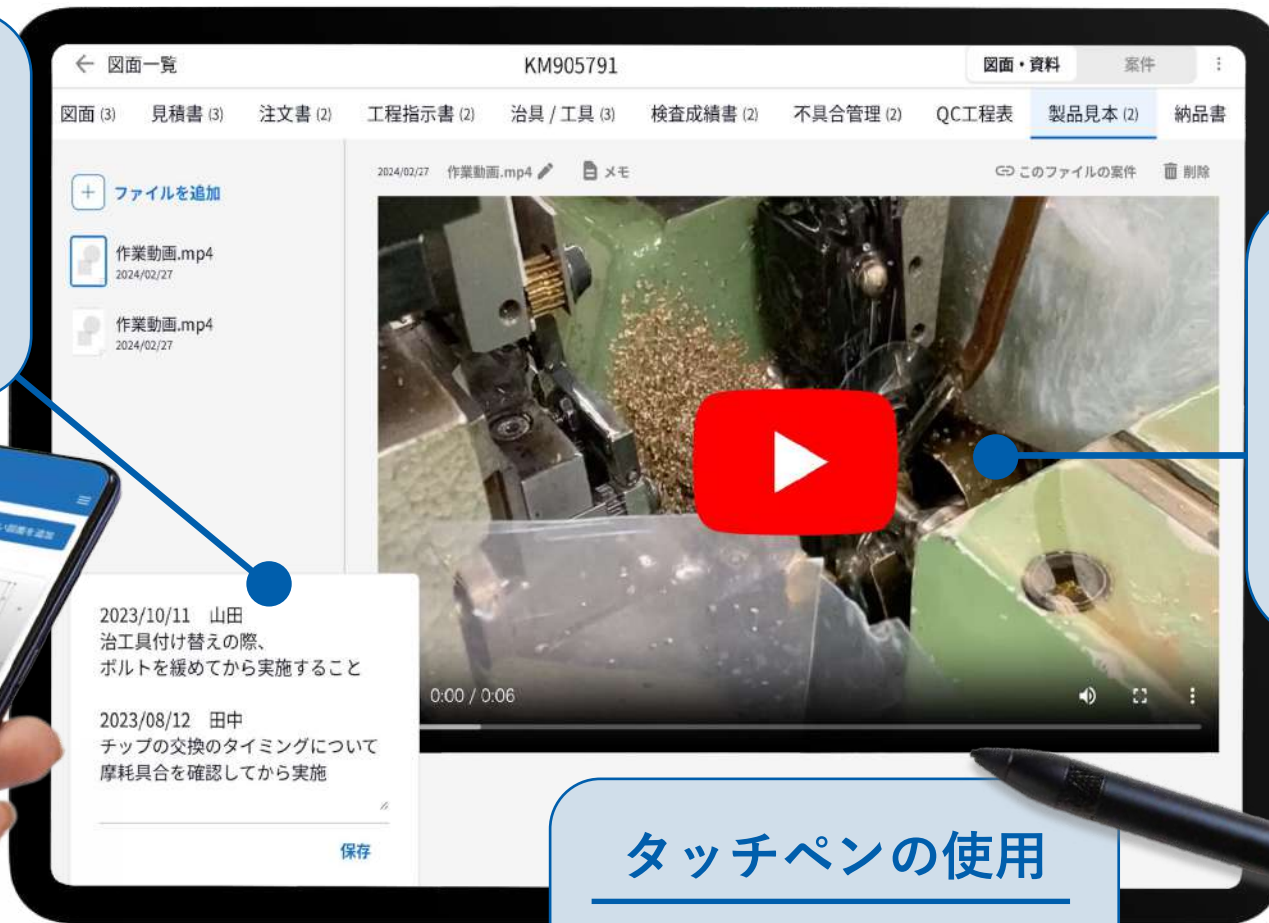 ← 図面一覧
KM905791
図面・資料
案件
図面 (3)
見積書 (3)
注文書 (2)
工程指示書 (2)
治具 / 工具 (3)
検査成績書 (2)
不具合管理 (2)
QC工程表
製品見本 (2)
納品書
ファイルを追加
作業動画.mp4
2024/02/27
作業動画.mp4
2024/02/27
2024/02/27 作業動画.mp4
メモ
このファイルの案件
削除
0:00 / 0:06
2023/10/11 山田
治工具付け替えの際、
ボルトを緩めてから実施すること
2023/08/12 田中
チップの交換のタイミングについて
摩耗具合を確認してから実施
保存
タッチペンの使用